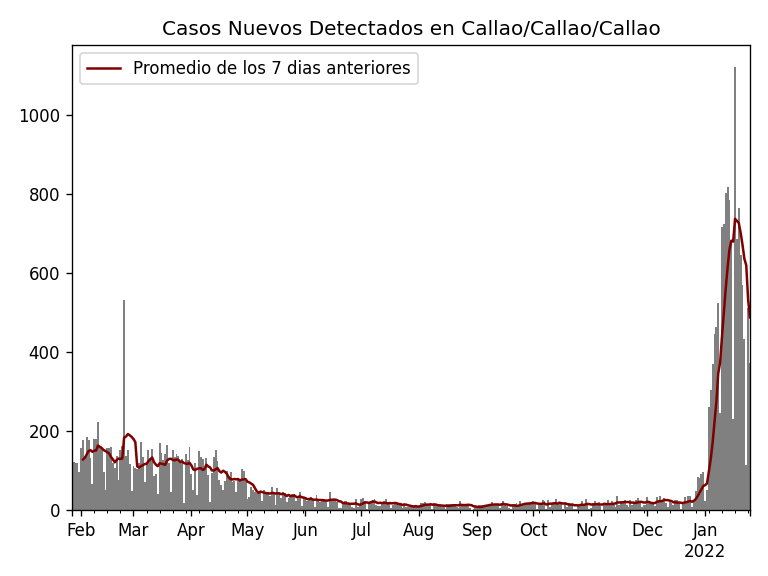 Casos Nuevos Detectados en Callao/Callao/Callao
Promedio de los 7 dias anteriores
1000
800
600
400
200
0
Feb Mar Apr May Jun Jul Aug Sep Oct Nov Dec Jan
2022